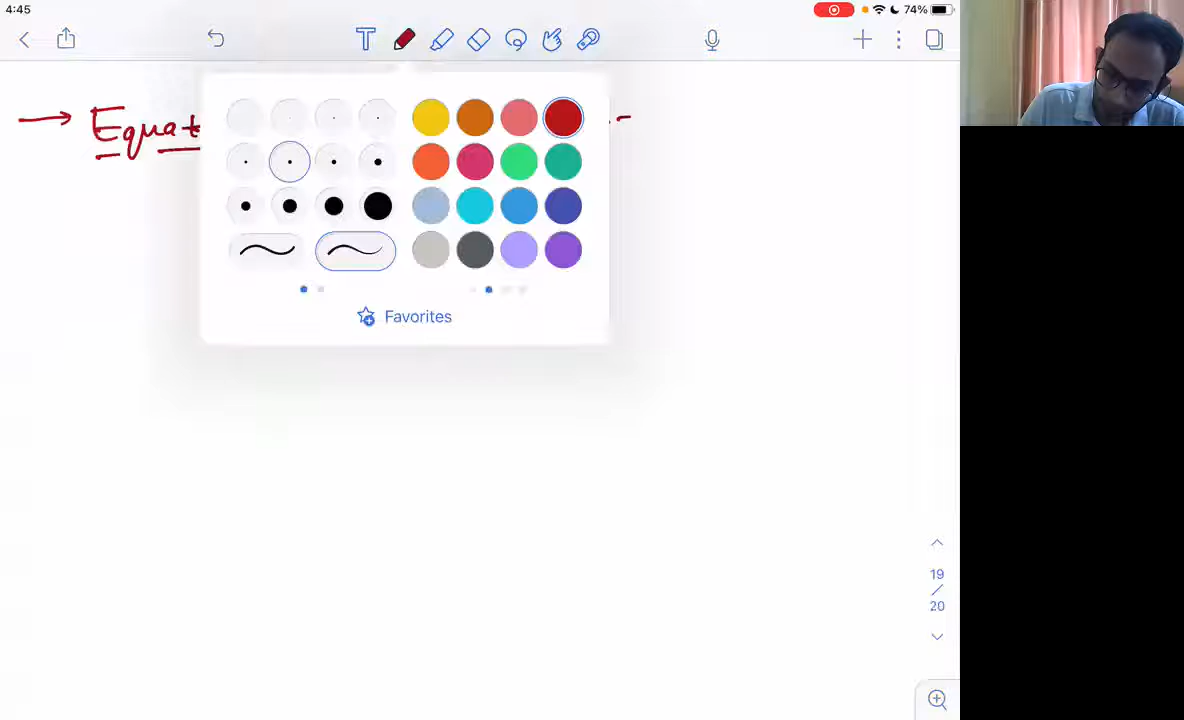 4:45
74%
T
→ Equat
Favorites
19
/
20